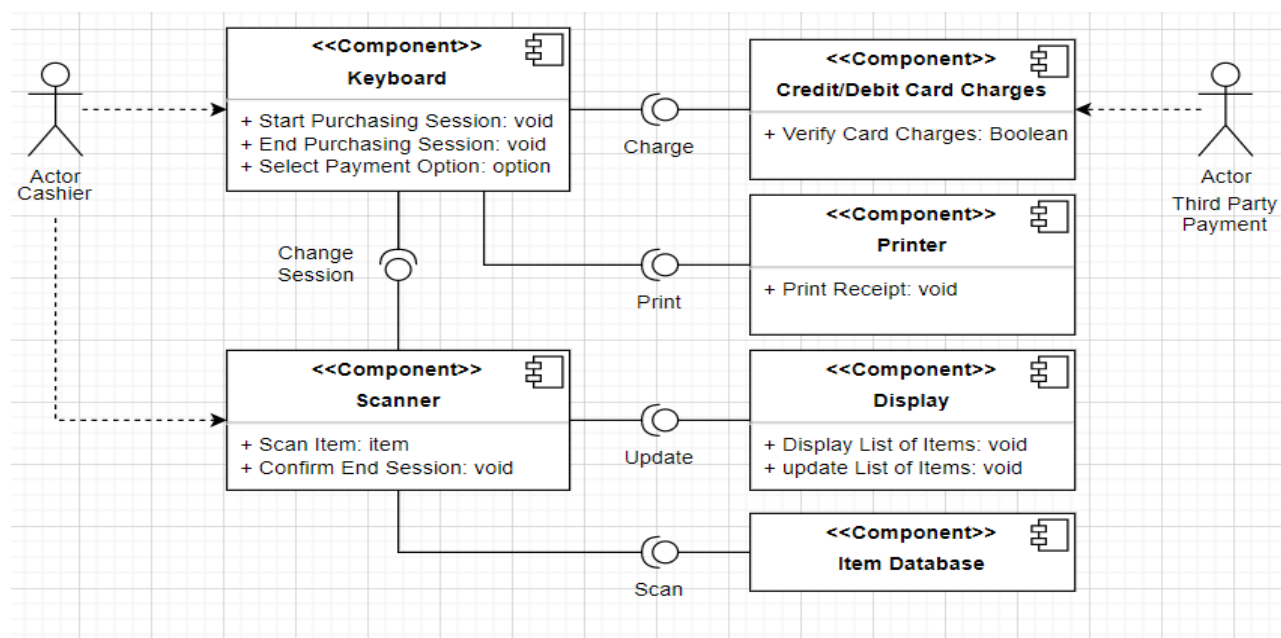 <<Component>>
Keyboard
+ Start Purchasing Session: void
+ End Purchasing Session: void
+ Select Payment Option: option
Actor
Cashier
Charge
<<Component>>
Credit/Debit Card Charges
+ Verify Card Charges: Boolean
Actor
Third Party
Payment
<<Component>>
Printer
+ Print Receipt: void
Change
Session
Print
<<Component>>
Scanner
+ Scan Item: item
+ Confirm End Session: void
Update
<<Component>>
Display
+ Display List of Items: void
+ update List of Items: void
<<Component>>
Item Database
Scan